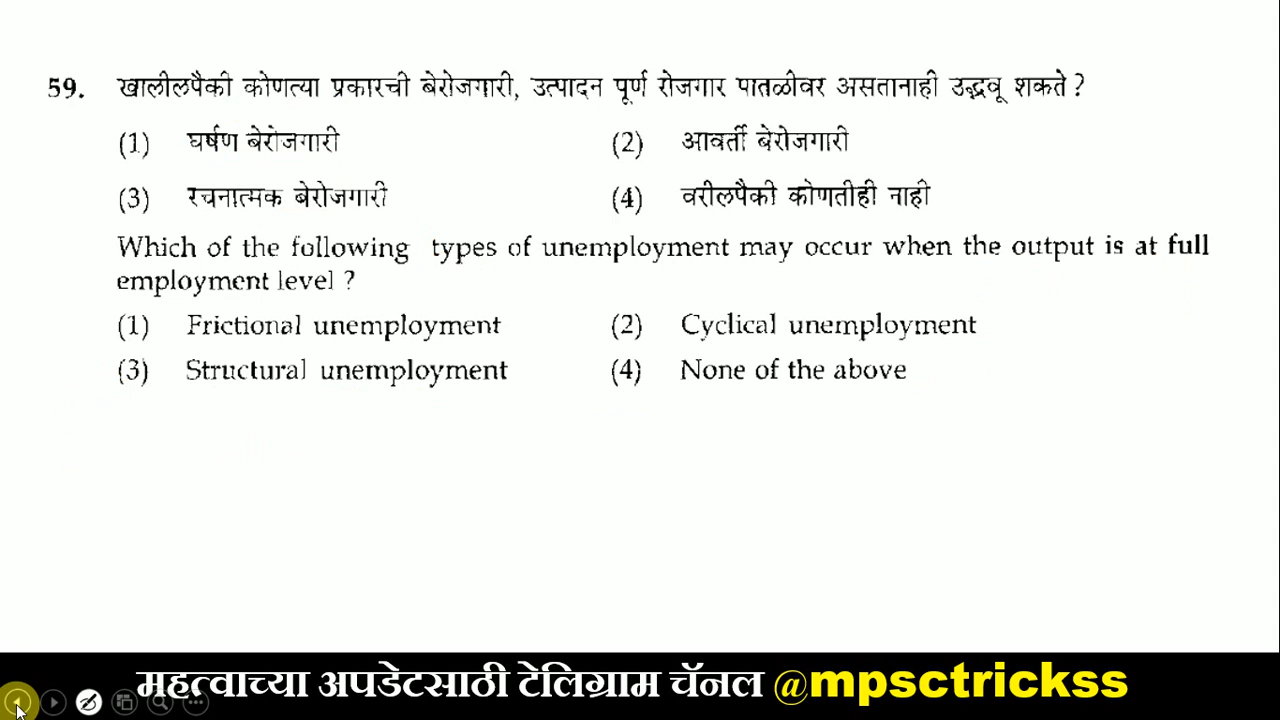 59. खालीलपैकी कोणत्या प्रकारची बेरोजगारी, उत्पादन पूर्ण रोजगार पातळीवर असतानाही उद्भवू शकते ?
(1) घर्षण बेरोजगारी (2) आवर्ती बेरोजगारी
(3) रचनात्मक बेरोजगारी (4) वरीलपैकी कोणतीही नाही
Which of the following types of unemployment may occur when the output is at full
employment level ?
(1) Frictional unemployment (2) Cyclical unemployment
(3) Structural unemployment (4) None of the above
महत्वाच्या अपडेटसाठी टेलिग्राम चॅनल @mpsctrickss